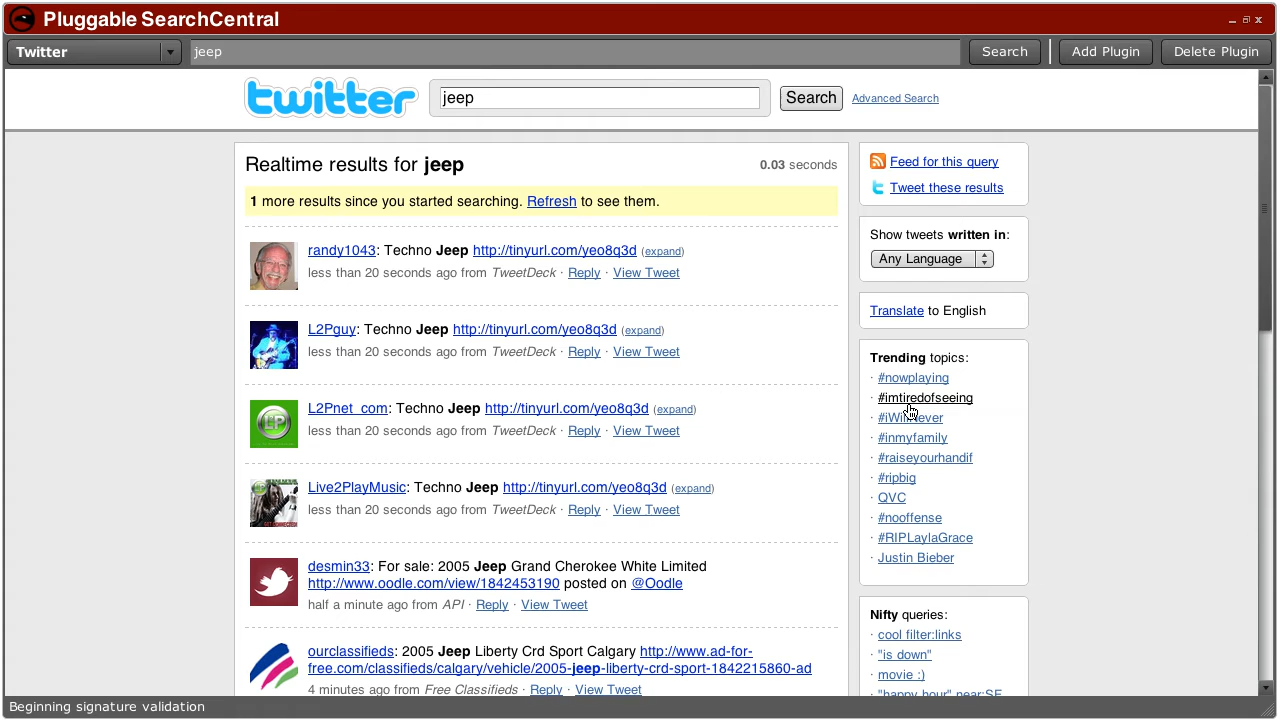 Pluggable SearchCentral
Twitter jeep Search Add Plugin Delete Plugin
twitter jeep Search Advanced Search
Realtime results for jeep 0.03 seconds
1 more results since you started searching. Refresh to see them.
randy1043: Techno Jeep http://tinyurl.com/yeo8q3d (expand)
less than 20 seconds ago from TweetDeck · Reply · View Tweet
L2Pguy: Techno Jeep http://tinyurl.com/yeo8q3d (expand)
less than 20 seconds ago from TweetDeck · Reply · View Tweet
LP
L2Pnet_com: Techno Jeep http://tinyurl.com/yeo8q3d (expand)
less than 20 seconds ago from TweetDeck · Reply · View Tweet
Live2PlayMusic: Techno Jeep http://tinyurl.com/yeo8q3d (expand)
less than 20 seconds ago from TweetDeck · Reply · View Tweet
desmin33: For sale: 2005 Jeep Grand Cherokee White Limited
http://www.oodle.com/view/1842453190 posted on @Oodle
half a minute ago from API · Reply · View Tweet
ourclassifieds: 2005 Jeep Liberty Crd Sport Calgary http://www.ad-for-
free.com/classifieds/calgary/vehicle/2005-jeep-liberty-crd-sport-1842215860-ad
4 minutes ago from Free Classifieds · Reply · View Tweet
Feed for this query
Tweet these results
Show tweets written in:
Any Language
Translate to English
Trending topics:
· #nowplaying
· #imtiredofseeing
·
· #inmyfamily
· #raiseyourhandif
· #ripbig
· QVC
· #nooffense
· #RIPLaylaGrace
· Justin Bieber
Nifty queries:
· cool filter:links
· "is down"
· movie :)
· "happy hour" near:SF
Beginning signature validation